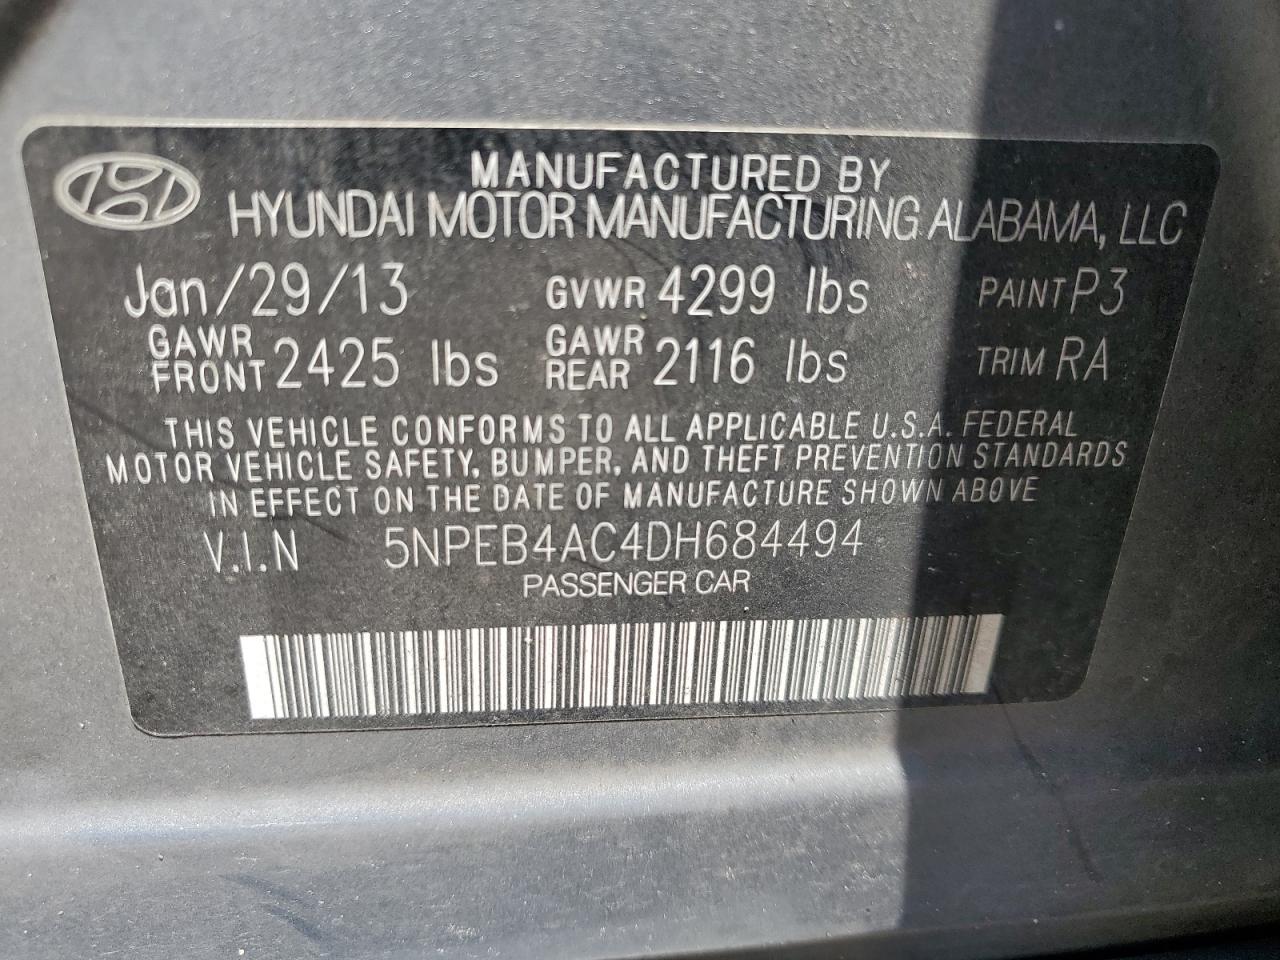 MANUFACTURED BY
HYUNDAI MOTOR MANUFACTURING ALABAMA, LLC
Jan/29/13 GVWR 4299 lbs PAINT P3
GAWR FRONT 2425 lbs GAWR REAR 2116 lbs TRIM RA
THIS VEHICLE CONFORMS TO ALL APPLICABLE U.S.A. FEDERAL
MOTOR VEHICLE SAFETY, BUMPER, AND THEFT PREVENTION STANDARDS
IN EFFECT ON THE DATE OF MANUFACTURE SHOWN ABOVE
V.I.N 5NPEB4AC4DH684494
PASSENGER CAR